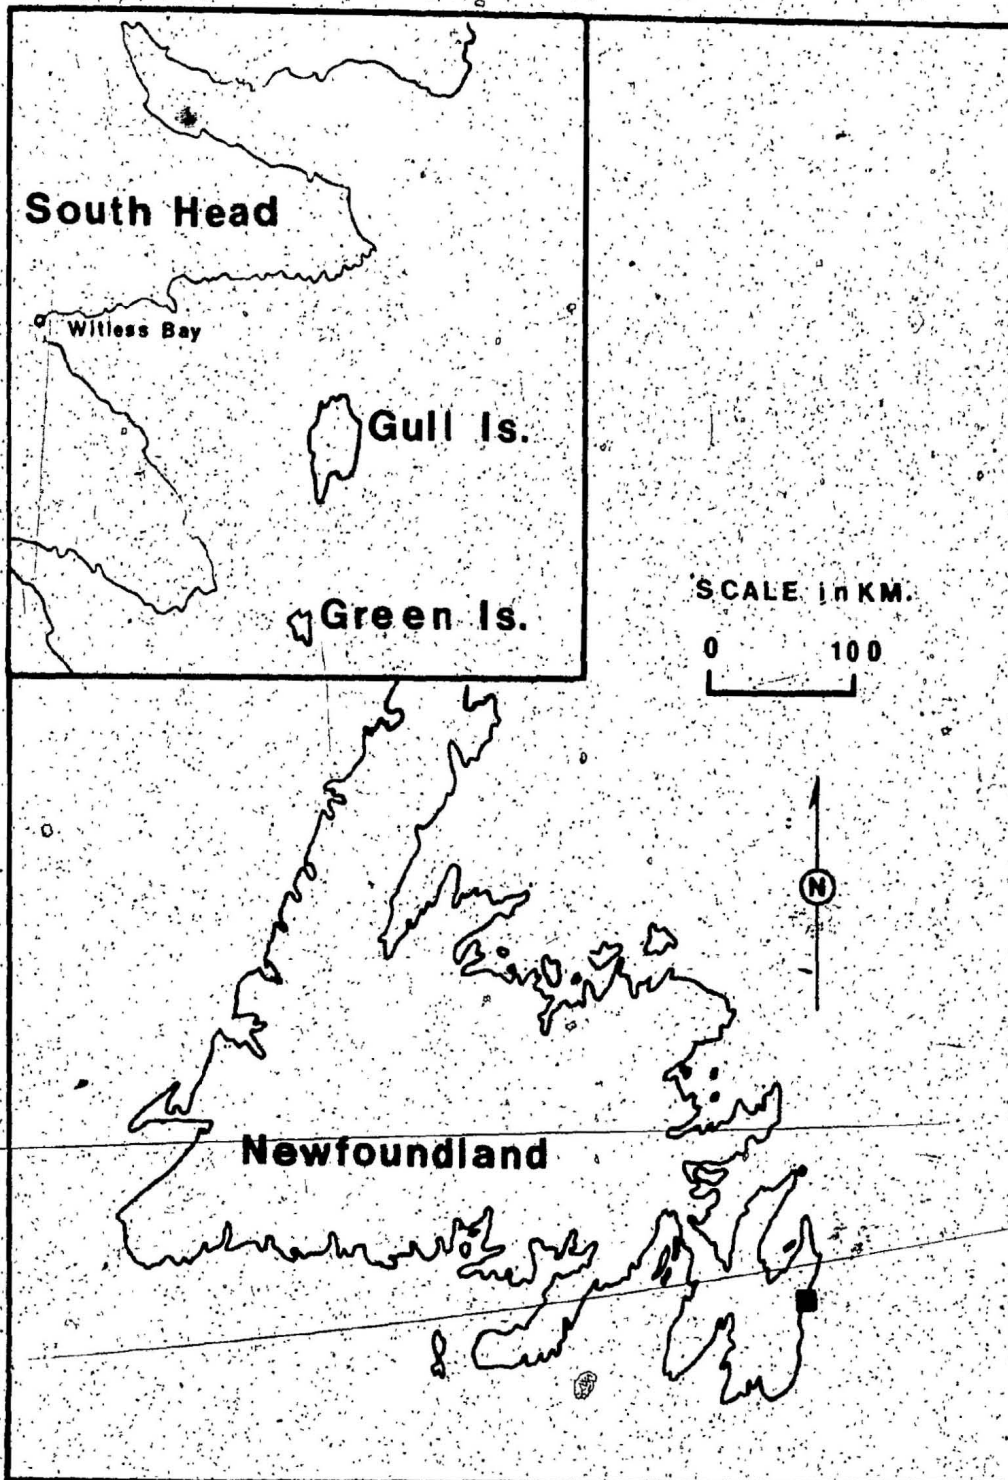 South Head
Witless Bay
Gull Is.
Green Is.
SCALE in KM.
0 100
N
Newfoundland